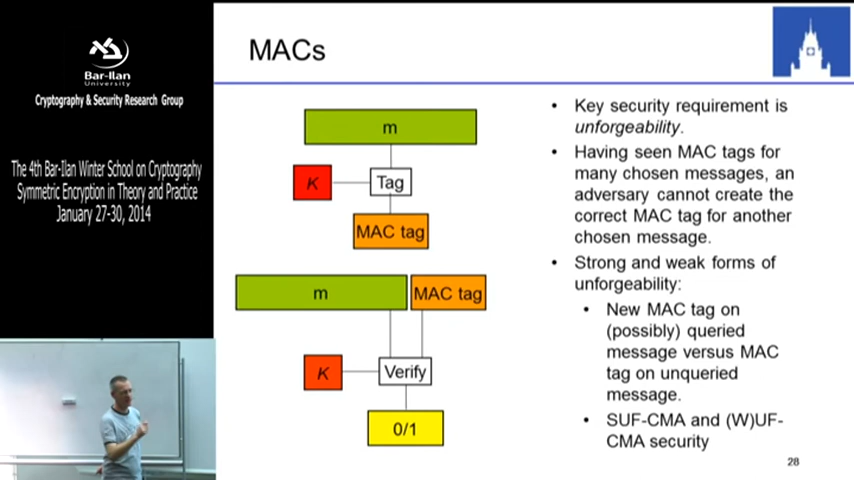 Bar-Ilan
University
Cryptography & Security Research Group
The 4th Bar-Ilan Winter School on Cryptography
Symmetric Encryption in Theory and Practice
January 27-30, 2014
MACs
m
K
Tag
MAC tag
m
MAC tag
K
Verify
0/1
• Key security requirement is
unforgeability.
• Having seen MAC tags for
many chosen messages, an
adversary cannot create the
correct MAC tag for another
chosen message.
• Strong and weak forms of
unforgeability:
• New MAC tag on
(possibly) queried
message versus MAC
tag on unqueried
message.
• SUF-CMA and (W)UF-
CMA security
28